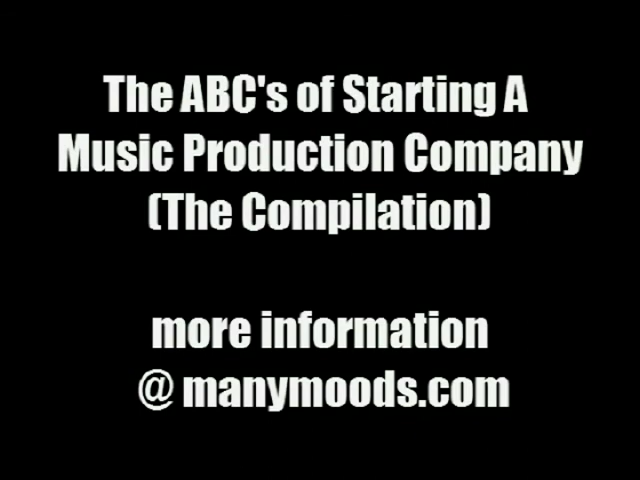 The ABC's of Starting A
Music Production Company
(The Compilation)
more information
@ manymoods.com